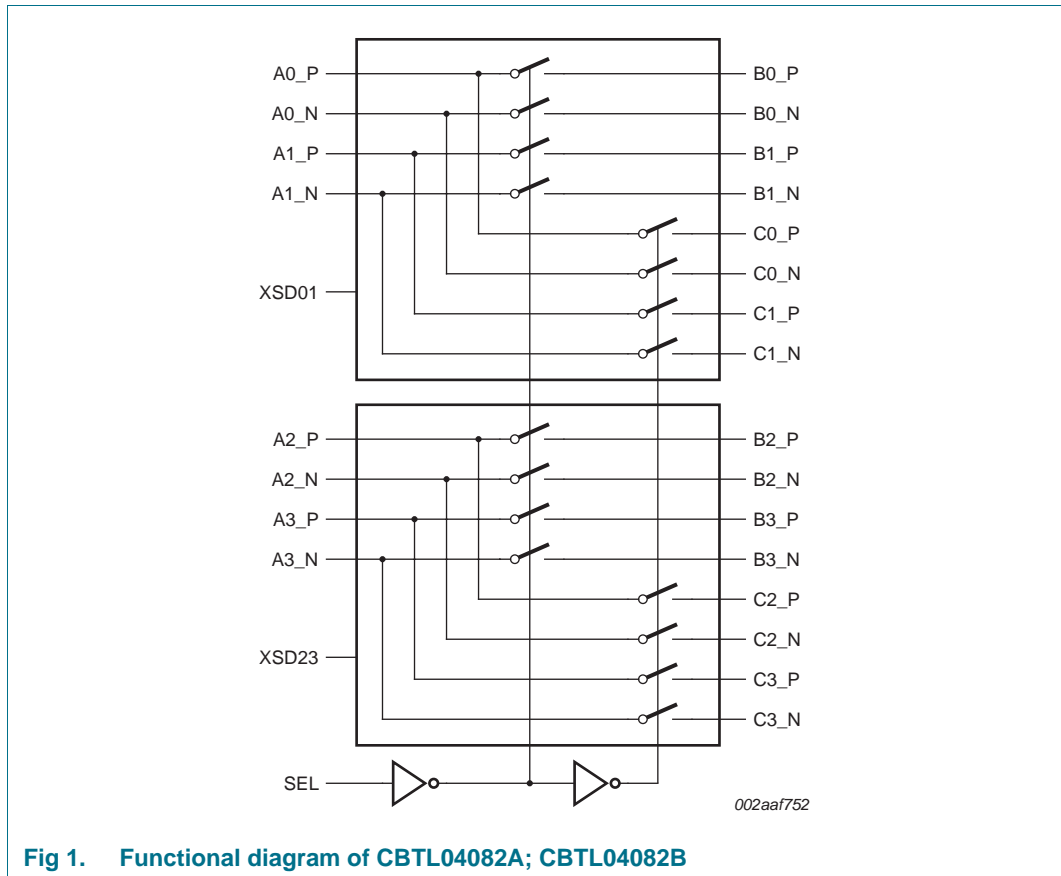 A0_P
B0_P
A0_N
B0_N
A1_P
B1_P
A1_N
B1_N
C0_P
C0_N
XSD01
C1_P
C1_N
A2_P
B2_P
A2_N
B2_N
A3_P
B3_P
A3_N
B3_N
C2_P
C2_N
XSD23
C3_P
C3_N
SEL
002aaf752
Fig 1. Functional diagram of CBTL04082A; CBTL04082B